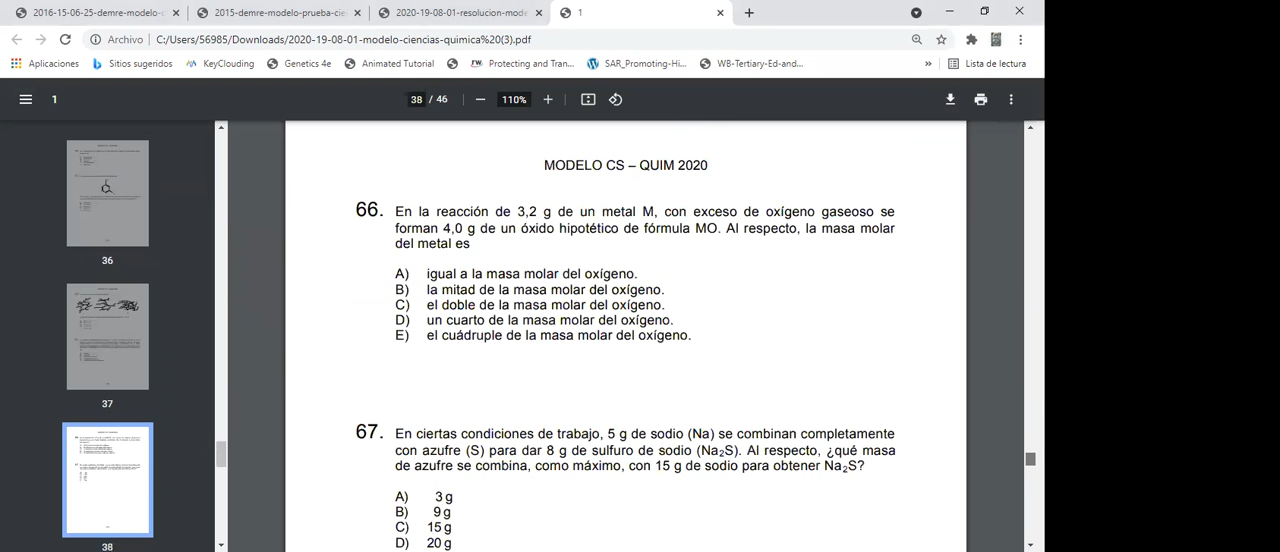 2016-15-06-25-demre-modelo-c
2015-demre-modelo-prueba-cie
2020-19-08-01-resolucion-mode
1
Archivo
C:/Users/56985/Downloads/2020-19-08-01-modelo-ciencias-quimica%20(3).pdf
Aplicaciones
Sitios sugeridos
KeyClouding
Genetics 4e
Animated Tutorial
Protecting and Tran...
SAR_Promoting-Hi...
WB-Tertiary-Ed-and...
»
Lista de lectura
1
38 / 46
110%
36
37
38
MODELO CS – QUIM 2020
66. En la reacción de 3,2 g de un metal M, con exceso de oxígeno gaseoso se
forman 4,0 g de un óxido hipotético de fórmula MO. Al respecto, la masa molar
del metal es
A) igual a la masa molar del oxígeno.
B) la mitad de la masa molar del oxígeno.
C) el doble de la masa molar del oxígeno.
D) un cuarto de la masa molar del oxígeno.
E) el cuádruple de la masa molar del oxígeno.
67. En ciertas condiciones de trabajo, 5 g de sodio (Na) se combinan completamente
con azufre (S) para dar 8 g de sulfuro de sodio (Na₂S). Al respecto, ¿qué masa
de azufre se combina, como máximo, con 15 g de sodio para obtener Na₂S?
A) 3 g
B) 9 g
C) 15 g
D) 20 g